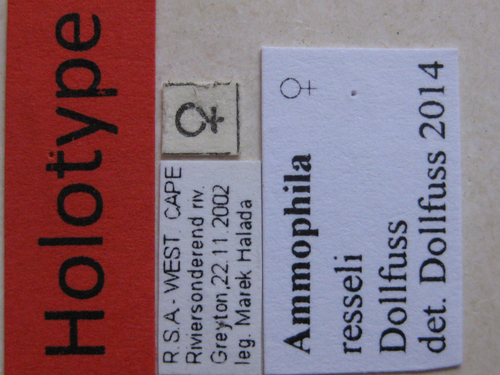 Holotype
♀
R.S.A - WEST. CAPE
Riviersonderend riv.
Greyton,22.11.2002
leg. Marek Halada
♀
Ammophila
resseli
Dollfuss
det. Dollfuss 2014